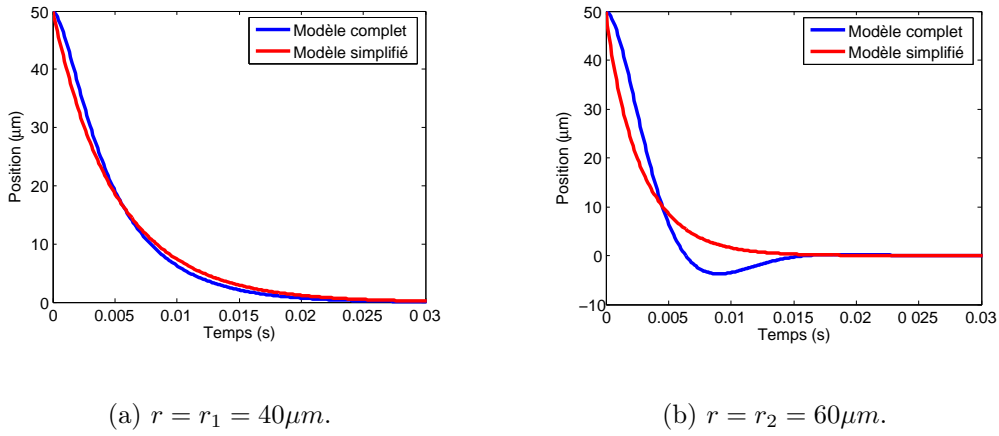 50
40
30
20
10
0
Position (µm)
0
0.005
0.01
0.015
0.02
0.025
0 03
Temps (s)
Modèle complet
Modèle simplifié
(a) r = r₁ = 40µm.
50
40
30
20
10
0
−10
Position (µm)
0
0.005
0.01
0.015
0.02
0 025
0 03
Temps (s)
Modèle complet
Modèle simplifié
(b) r = r₂ = 60µm.